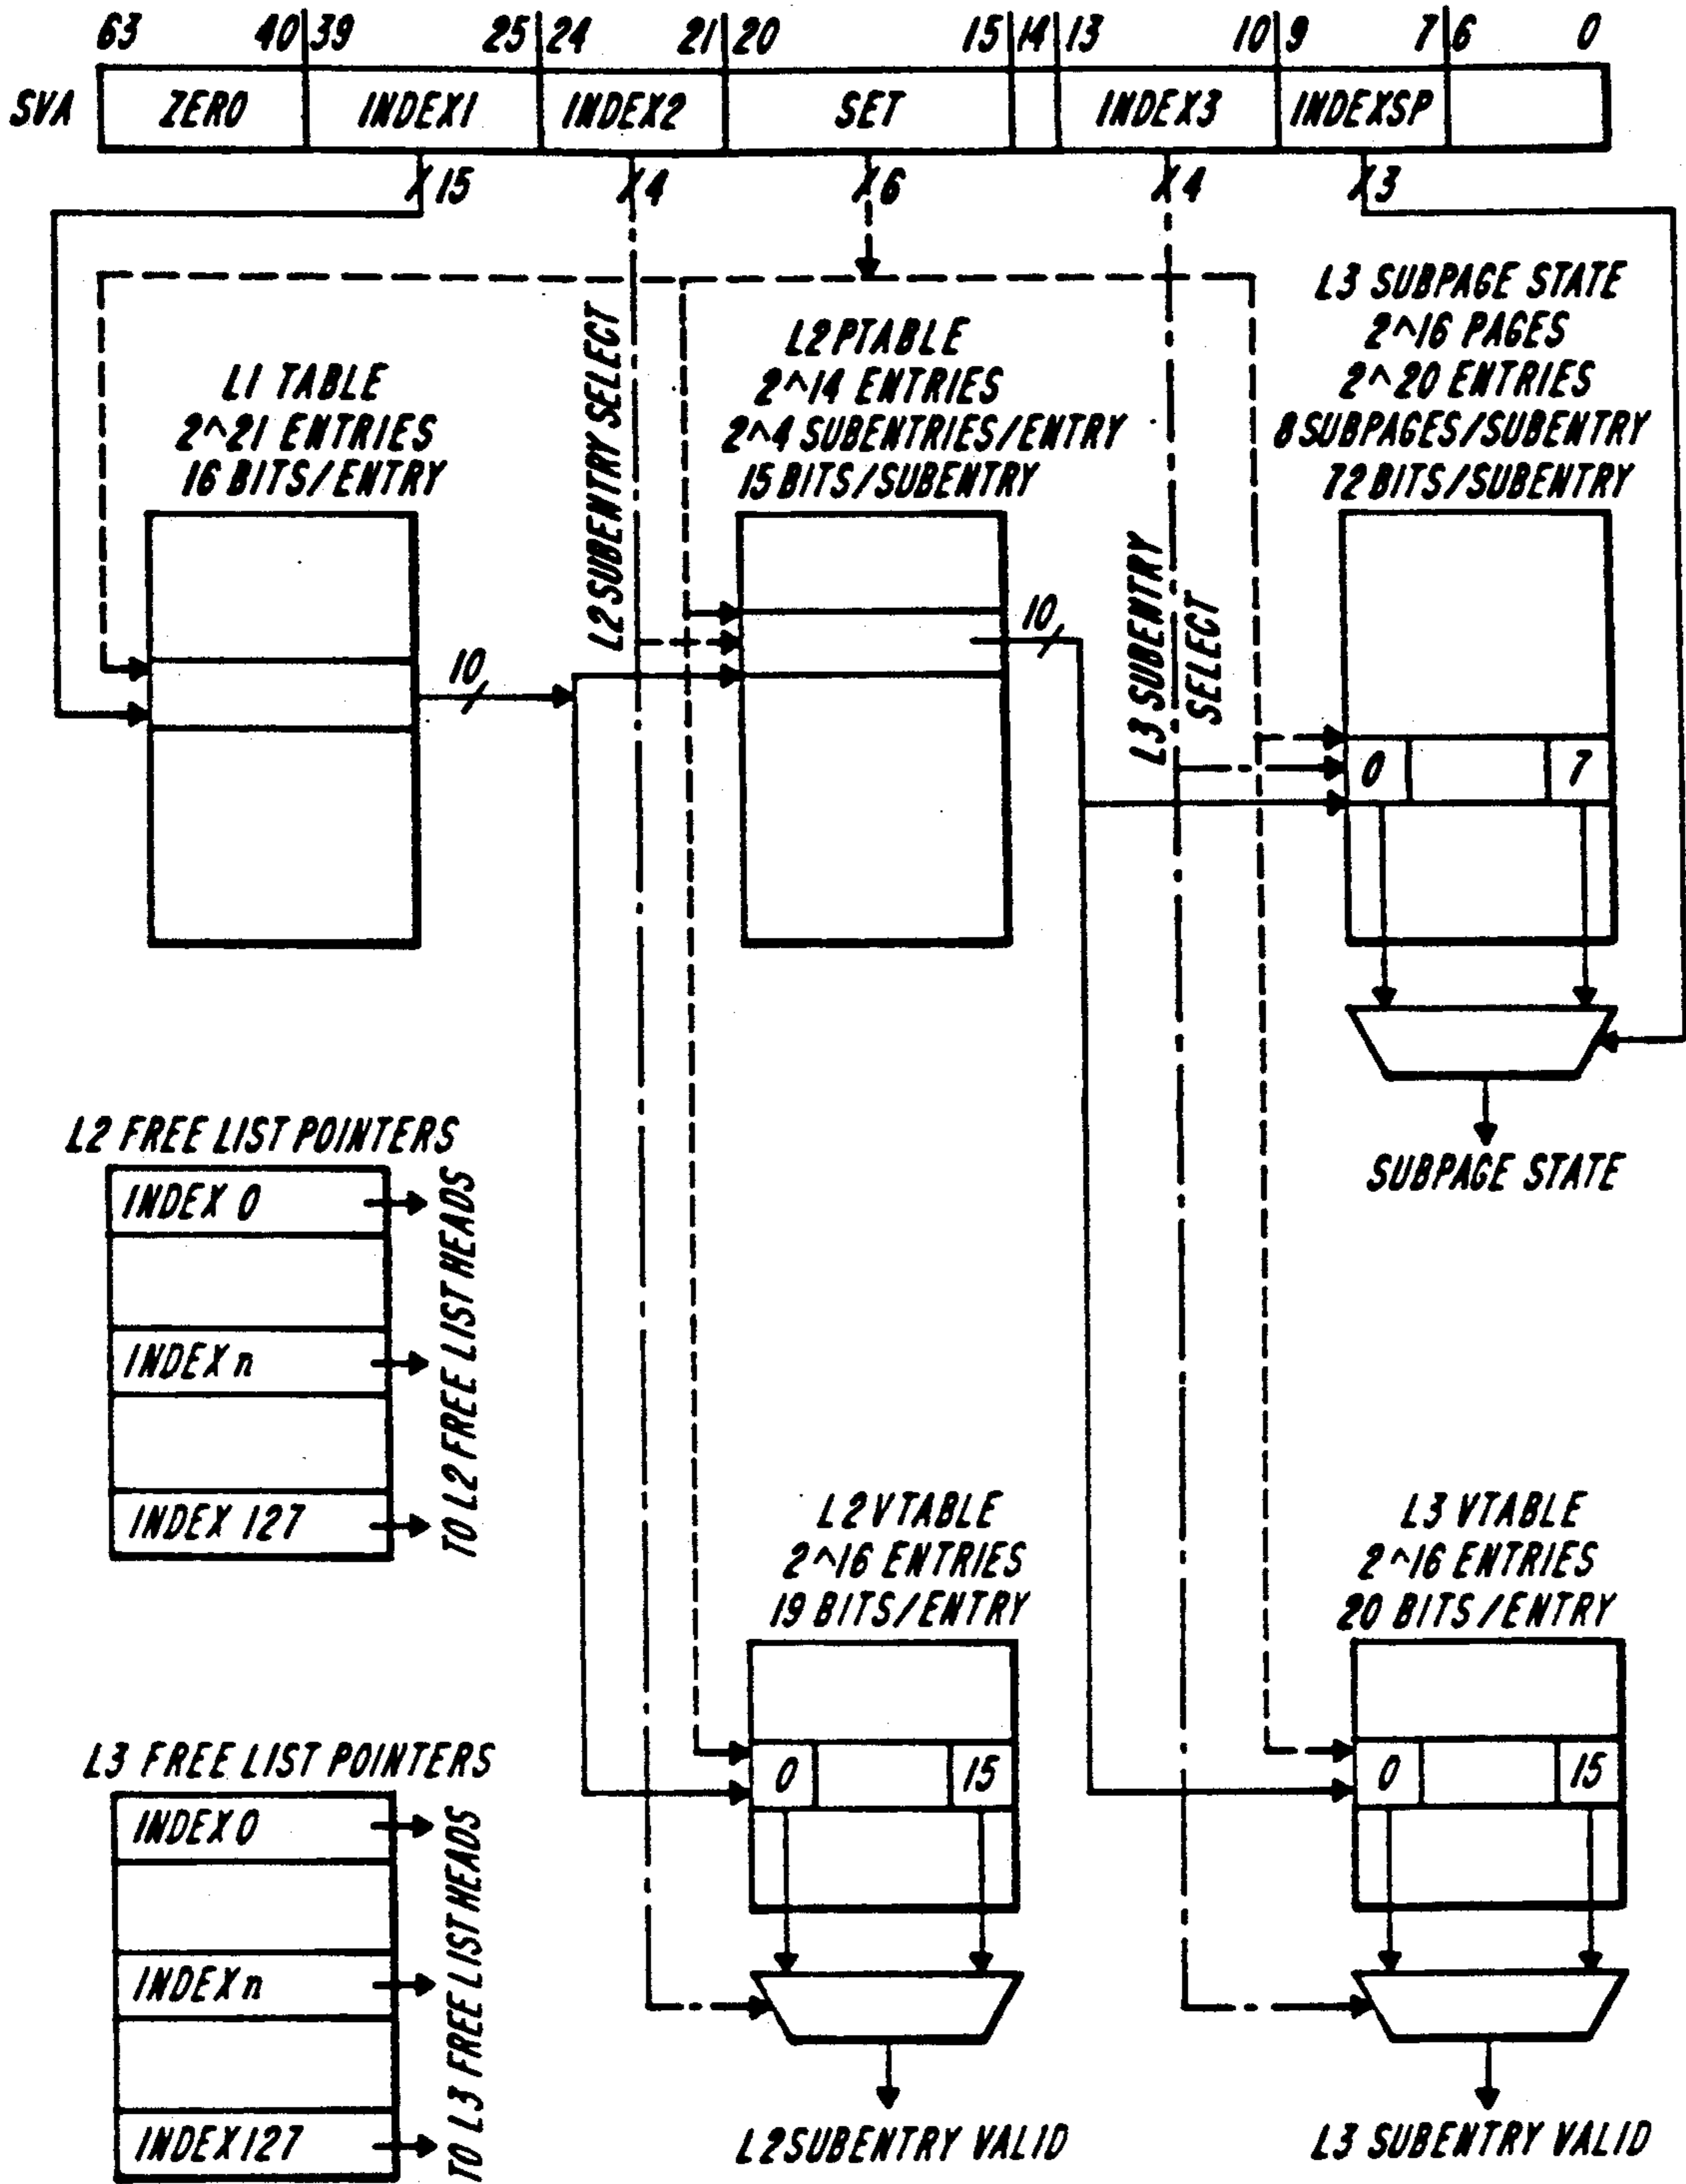 63 40 39 25 24 21 20 15 14 13 10 9 7 6 0
SVA ZERO INDEX1 INDEX2 SET INDEX3 INDEXSP
15 4 6 4 3
L1 TABLE
2^21 ENTRIES
16 BITS/ENTRY
L2 SUBENTRY SELECT
L2 PTABLE
2^14 ENTRIES
2^4 SUBENTRIES/ENTRY
15 BITS/SUBENTRY
L3 SUBPAGE STATE
2^16 PAGES
2^20 ENTRIES
8 SUBPAGES/SUBENTRY
72 BITS/SUBENTRY
10
10
L3 SUBENTRY
SELECT
0 7
SUBPAGE STATE
L2 FREE LIST POINTERS
INDEX 0
INDEX n
INDEX 127
TO L2 FREE LIST HEADS
L2 VTABLE
2^16 ENTRIES
19 BITS/ENTRY
0 15
L2 SUBENTRY VALID
L3 VTABLE
2^16 ENTRIES
20 BITS/ENTRY
0 15
L3 SUBENTRY VALID
L3 FREE LIST POINTERS
INDEX 0
INDEX n
INDEX 127
TO L3 FREE LIST HEADS